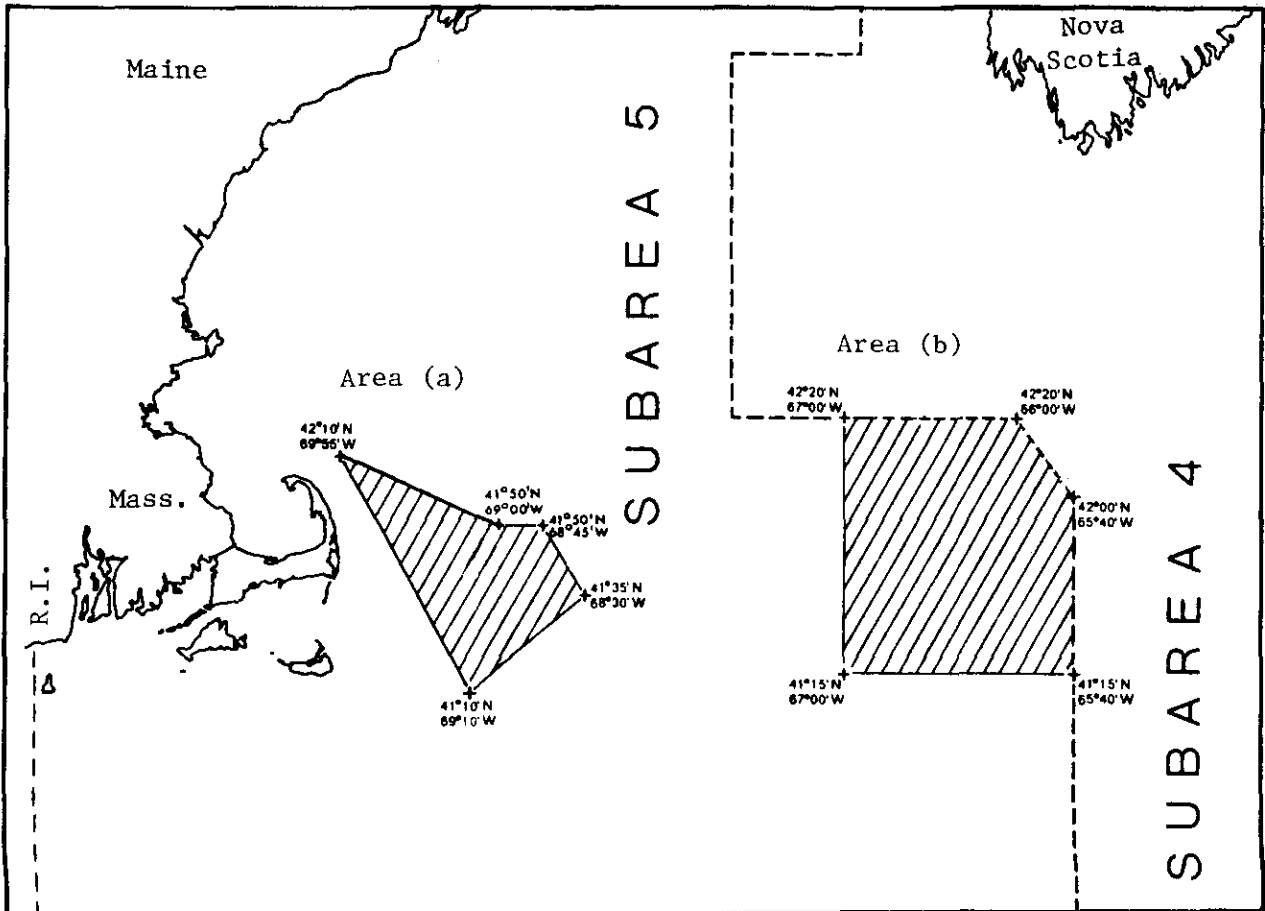 Maine
Nova
Scotia
SUBAREA 5
Area (b)
Area (a)
42°20'N
67°00'W
42°20'N
66°00'W
42°10'N
69°55'W
Mass.
41°50'N
69°00'W
41°50'N
68°45'W
42°00'N
65°40'W
R.I.
41°35'N
68°30'W
41°10'N
69°10'W
41°15'N
67°00'W
41°15'N
65°40'W
SUBAREA 4